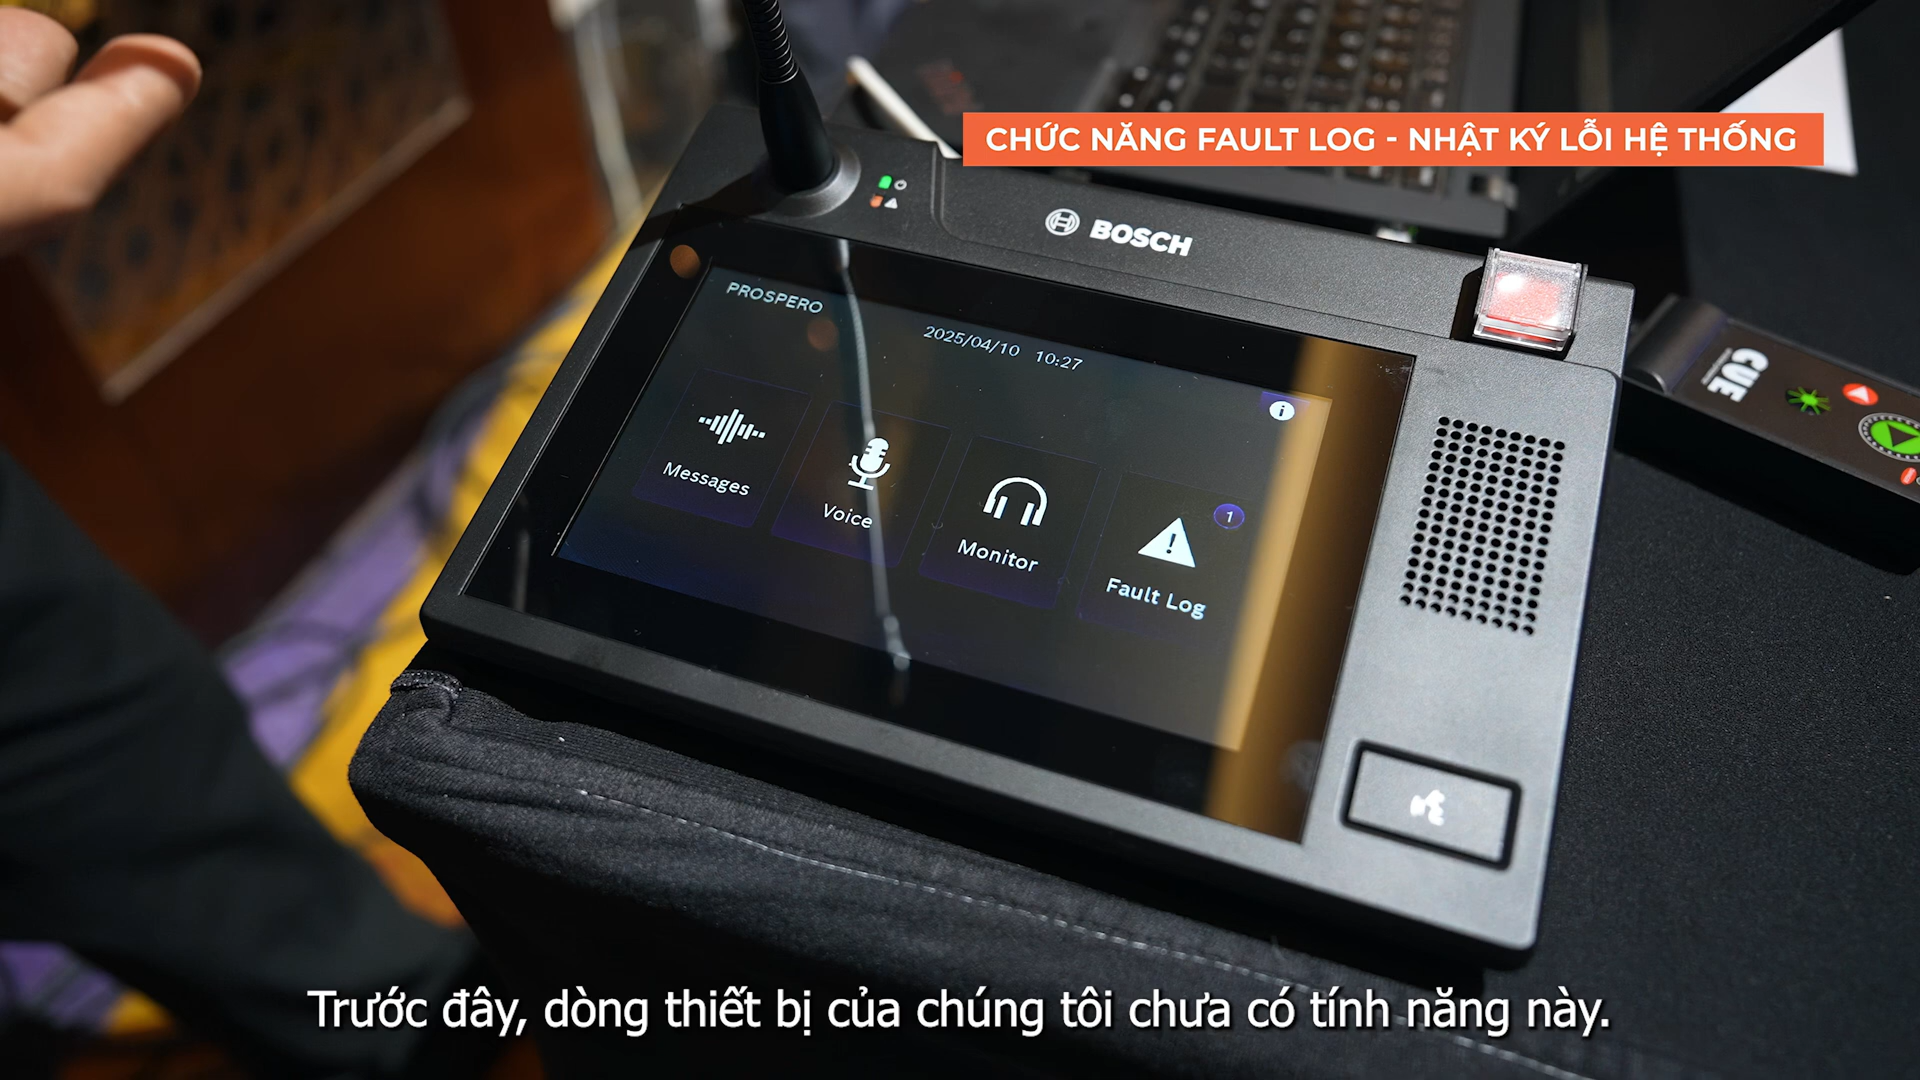 CHỨC NĂNG FAULT LOG - NHẬT KÝ LỖI HỆ THỐNG
BOSCH
PROSPERO
2025/04/10 10:27
i
Messages
Voice
Monitor
1
Fault Log
CUE
Trước đây, dòng thiết bị của chúng tôi chưa có tính năng này.